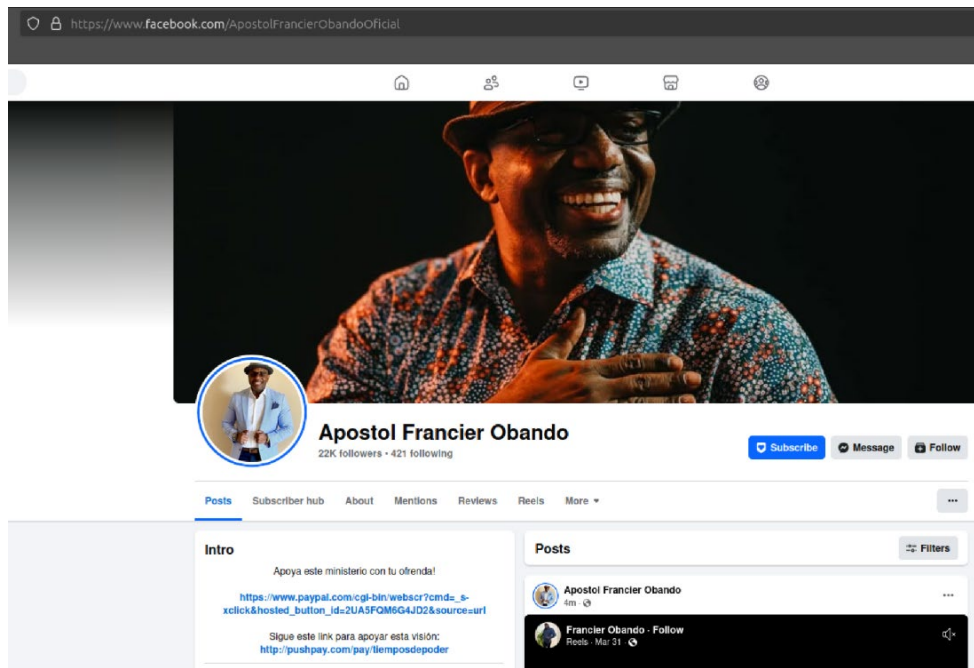 https://www.facebook.com/ApostolFrancierObandoOficial
Apostol Francier Obando
22K followers • 421 following
Subscribe
Message
Follow
Posts
Subscriber hub
About
Mentions
Reviews
Reels
More
Intro
Apoya este ministerio con tu ofrenda!
https://www.paypal.com/cgi-bin/webscr?cmd=_s-
xclick&hosted_button_id=2UA5FQM6G4JD2&source=url
Sigue este link para apoyar esta visión:
http://pushpay.com/pay/tiemposdepoder
Posts
Filters
Apostol Francier Obando
4m ·
Francier Obando · Follow
Reels · Mar 31 ·